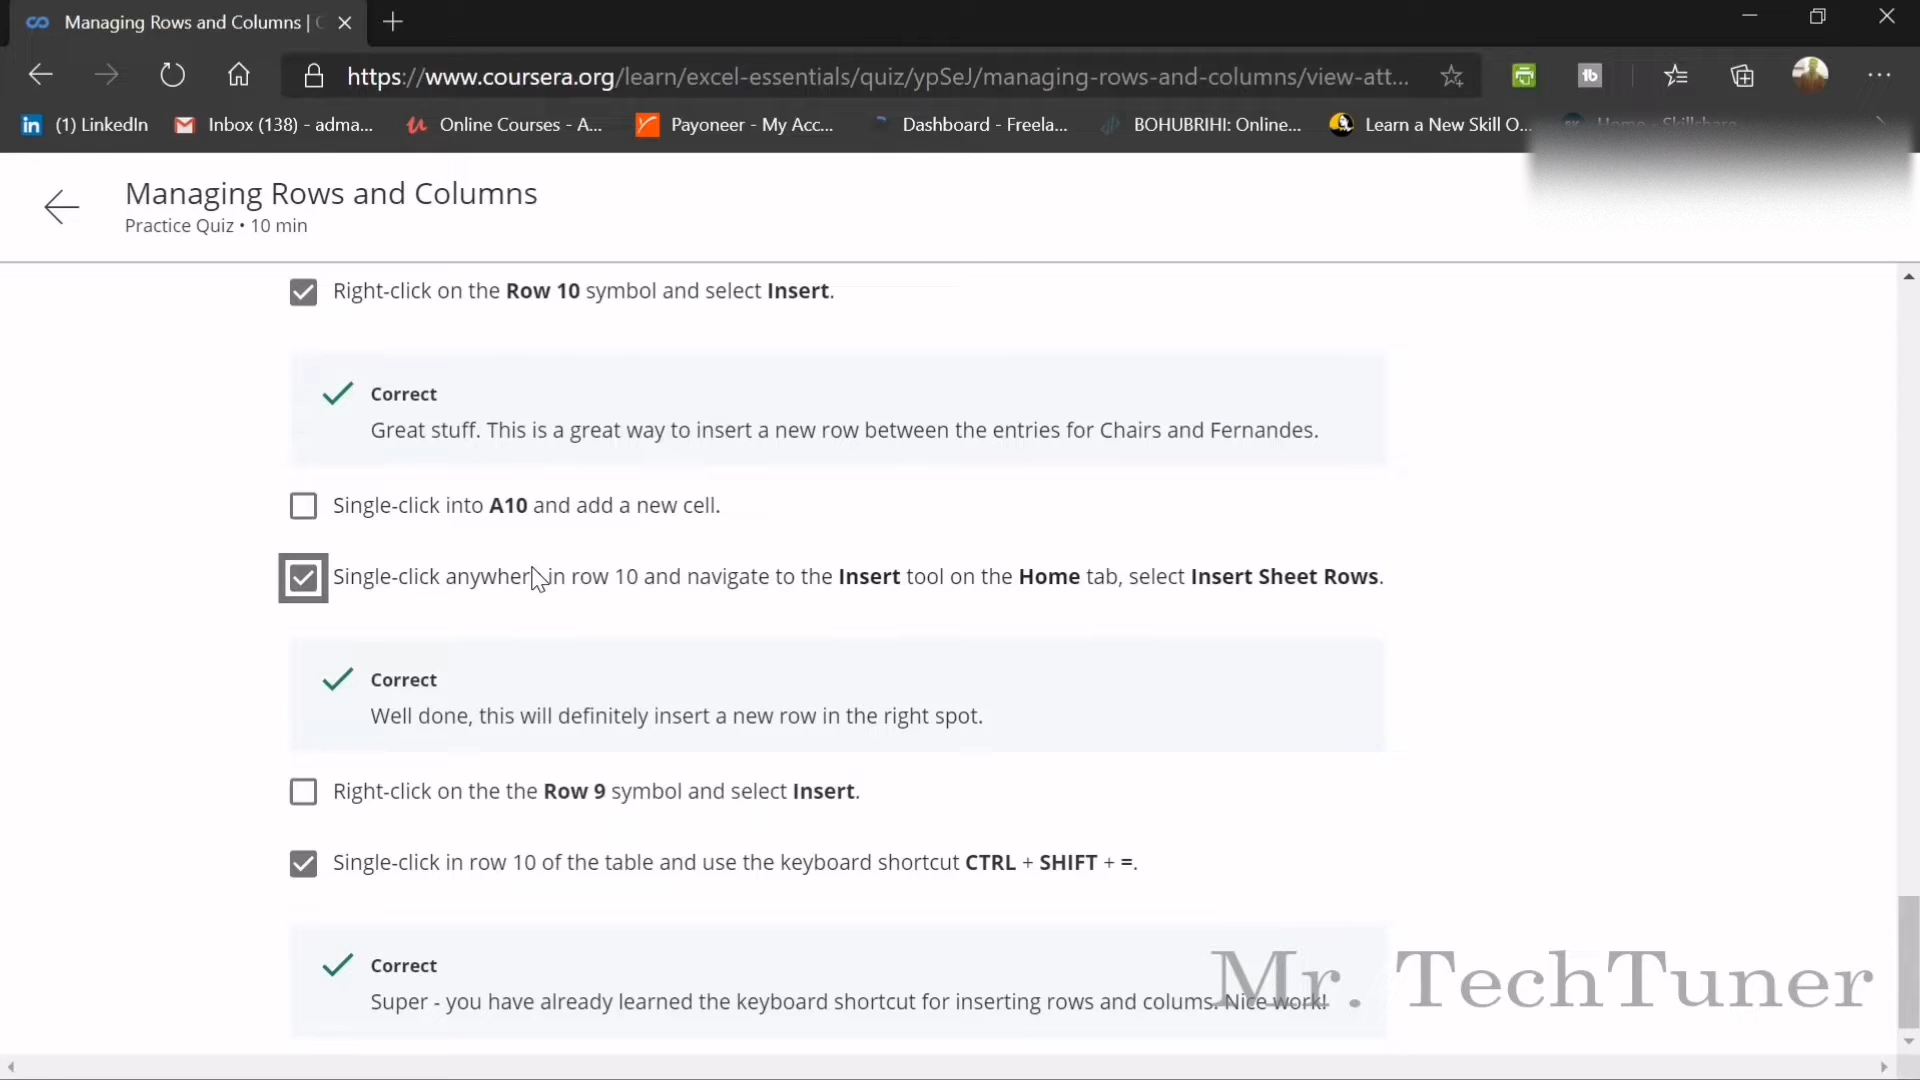 Managing Rows and Columns |
https://www.coursera.org/learn/excel-essentials/quiz/ypSeJ/managing-rows-and-columns/view-att...
(1) LinkedIn Inbox (138) - adma... Online Courses - A... Payoneer - My Acc... Dashboard - Freela... BOHUBRIHI: Online... Learn a New Skill O... Home - Skillshare
Managing Rows and Columns
Practice Quiz • 10 min
Right-click on the Row 10 symbol and select Insert.
Correct
Great stuff. This is a great way to insert a new row between the entries for Chairs and Fernandes.
Single-click into A10 and add a new cell.
Single-click anywhere in row 10 and navigate to the Insert tool on the Home tab, select Insert Sheet Rows.
Correct
Well done, this will definitely insert a new row in the right spot.
Right-click on the the Row 9 symbol and select Insert.
Single-click in row 10 of the table and use the keyboard shortcut CTRL + SHIFT + =.
Correct
Super - you have already learned the keyboard shortcut for inserting rows and colums. Nice work!
Mr. TechTuner